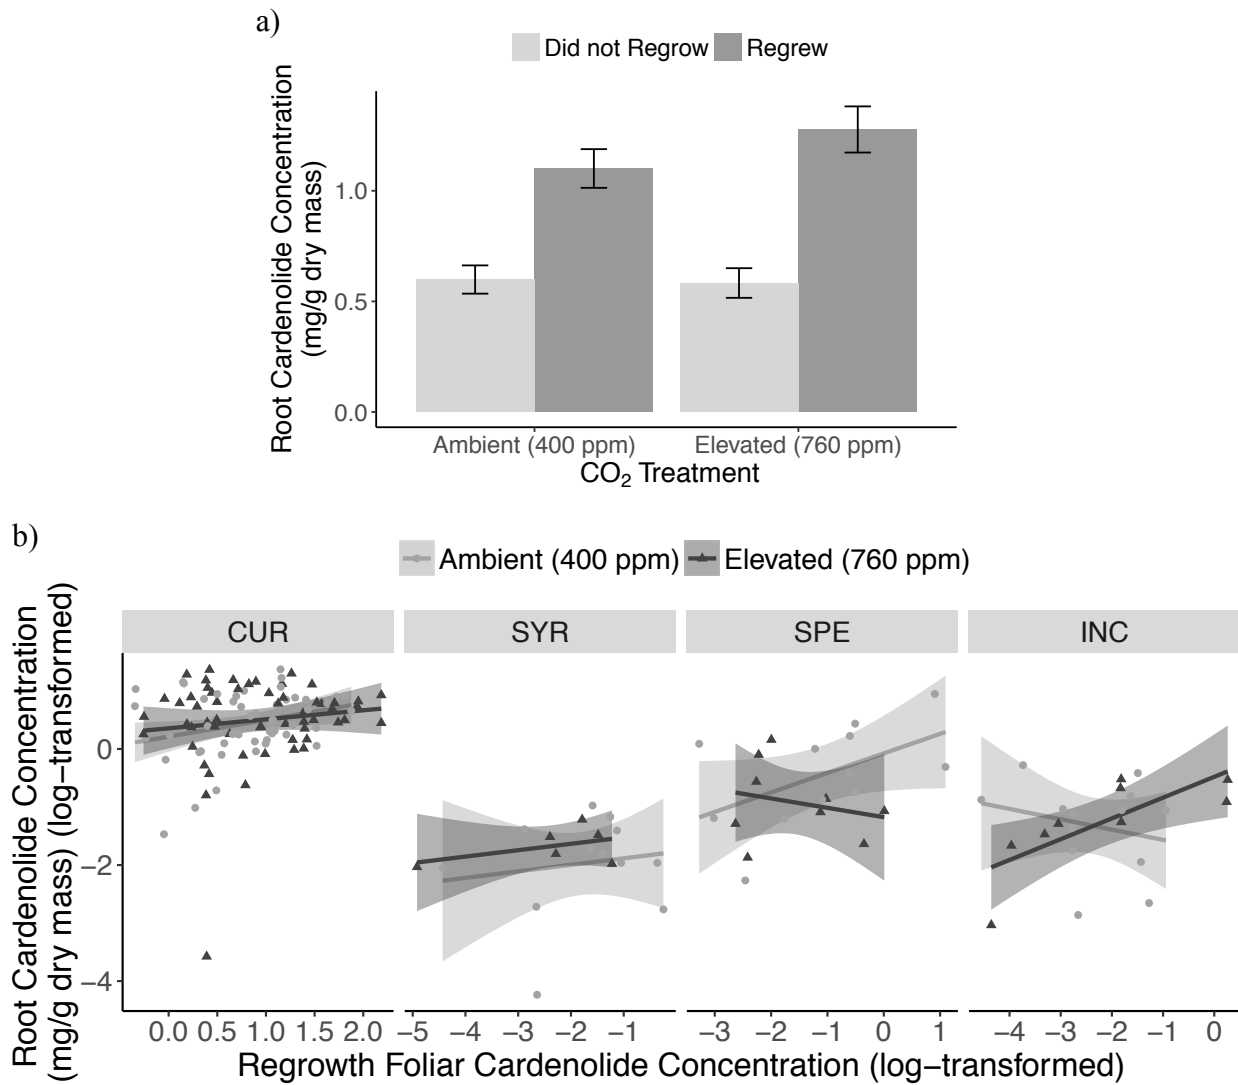 a)
Did not Regrow Regrew
Root Cardenolide Concentration
(mg/g dry mass)
1.0
0.5
0.0
Ambient (400 ppm) Elevated (760 ppm)
CO₂ Treatment
b)
Ambient (400 ppm) Elevated (760 ppm)
Root Cardenolide Concentration
(mg/g dry mass) (log−transformed)
CUR SYR SPE INC
0
−2
−4
0.0 0.5 1.0 1.5 2.0 −5 −4 −3 −2 −1 −3 −2 −1 0 1 −4 −3 −2 −1 0
Regrowth Foliar Cardenolide Concentration (log−transformed)